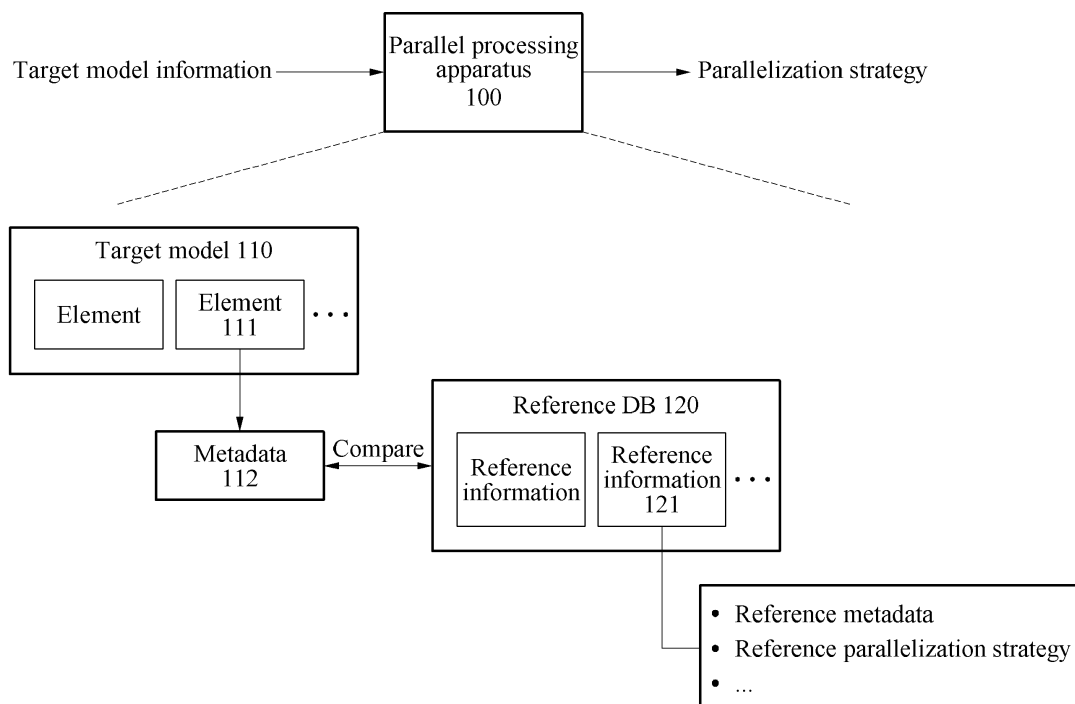 Target model information
Parallel processing
apparatus
100
Parallelization strategy
Target model 110
Element
Element
111
• • •
Metadata
112
Compare
Reference DB 120
Reference
information
Reference
information
121
• • •
• Reference metadata
• Reference parallelization strategy
• ...